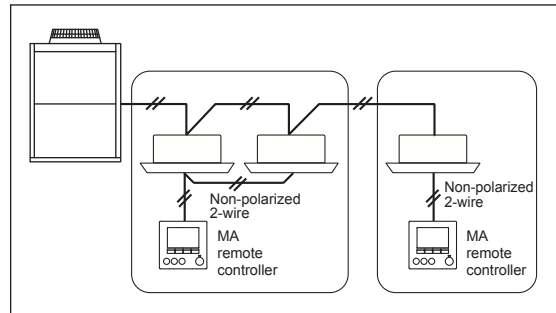 Non-polarized
2-wire
MA
remote
controller
Non-polarized
2-wire
MA
remote
controller